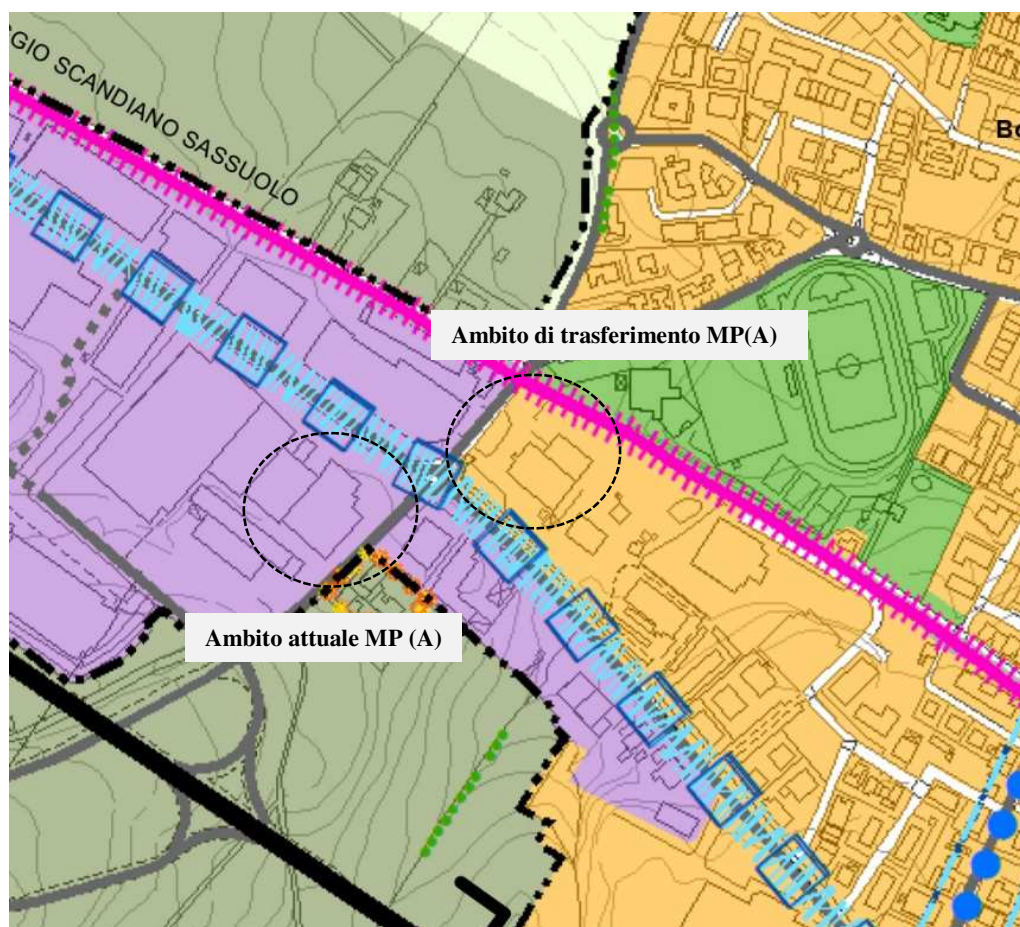 GIO SCANDIANO SASSUOLO
Bo
Ambito di trasferimento MP(A)
Ambito attuale MP (A)